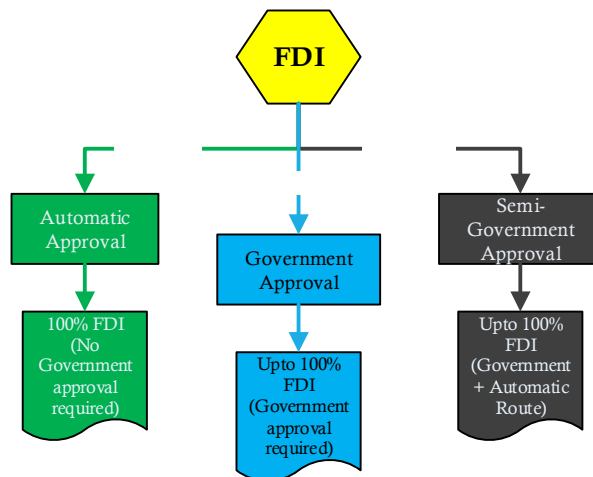 FDI
Automatic
Approval
100% FDI
(No
Government
approval
required)
Government
Approval
Upto 100%
FDI
(Government
approval
required)
Semi-
Government
Approval
Upto 100%
FDI
(Government
+ Automatic
Route)